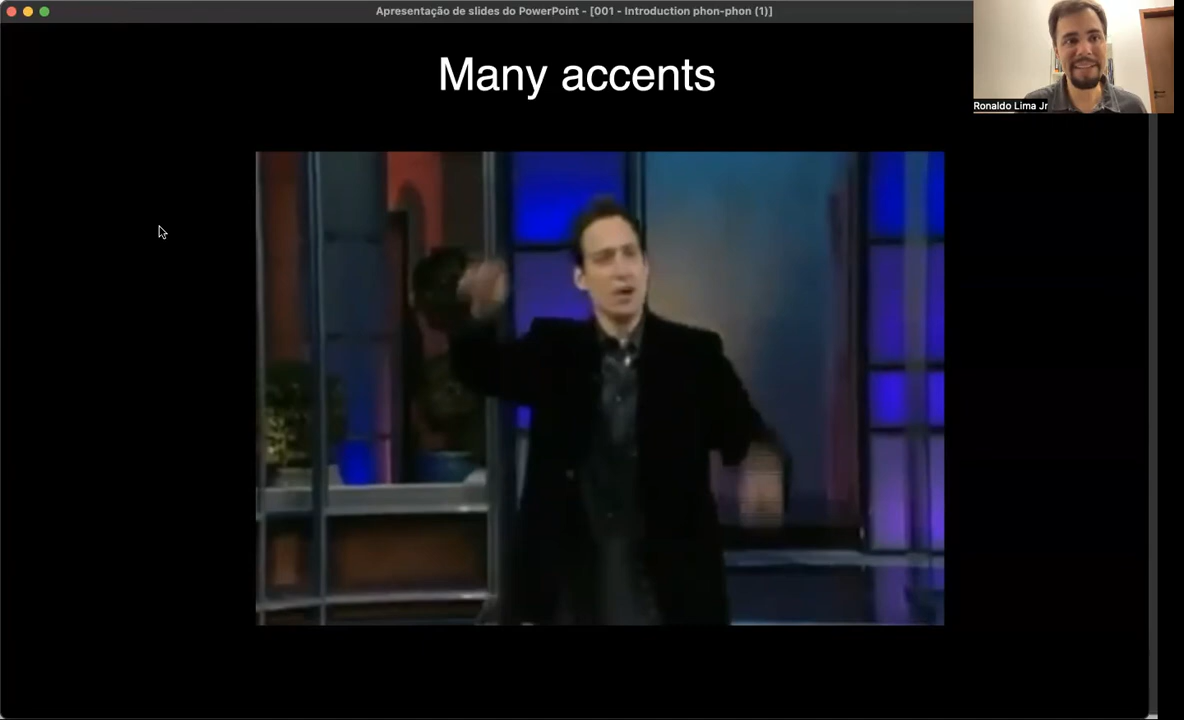 Apresentação de slides do PowerPoint - [001 - Introduction phon-phon (1)]
Many accents
Ronaldo Lima Jr